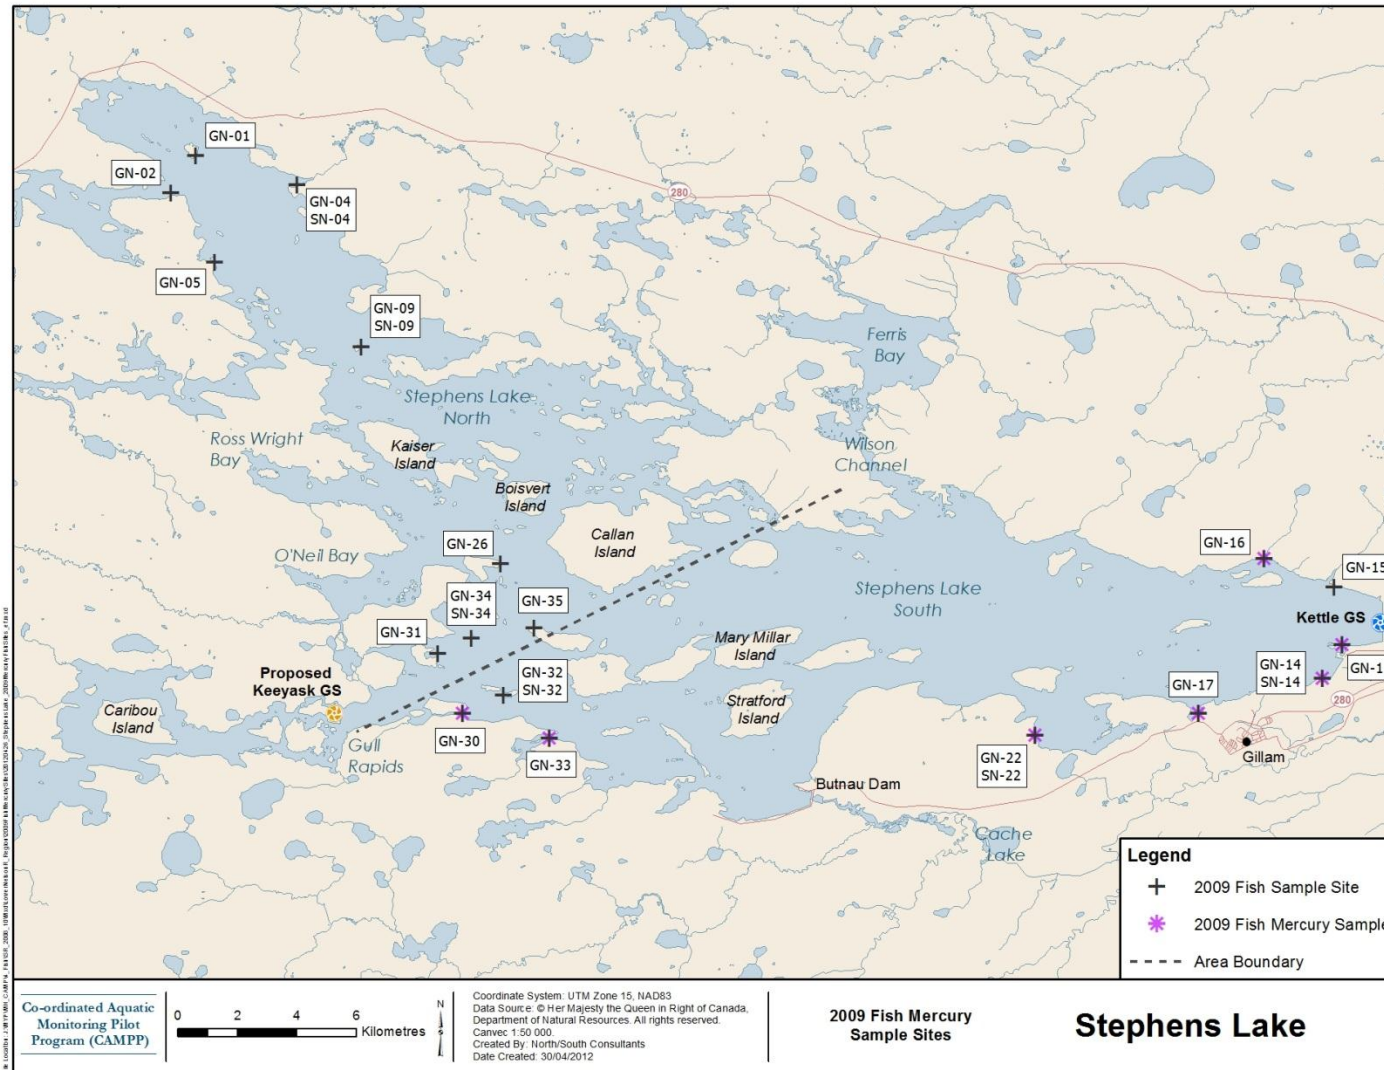 GN-01
GN-02
GN-04
SN-04
280
GN-05
GN-09
SN-09
Ferris
Bay
Stephens Lake
North
Ross Wright
Bay
Kaiser
Island
Wilson
Channel
Boisvert
Island
Callan
Island
GN-26
O'Neil Bay
GN-16
GN-15
GN-34
SN-34
GN-35
Stephens Lake
South
Kettle GS
GN-31
Mary Millar
Island
Proposed
Keeyask GS
GN-32
SN-32
GN-14
SN-14
GN-1
GN-17
280
Caribou
Island
Stratford
Island
GN-30
Gull
Rapids
GN-33
GN-22
SN-22
Gillam
Butnau Dam
Cache
Lake
Legend
2009 Fish Sample Site
2009 Fish Mercury Sample
Area Boundary
Co-ordinated Aquatic
Monitoring Pilot
Program (CAMPP)
0 2 4 6
Kilometres
N
Coordinate System: UTM Zone 15, NAD83
Data Source: © Her Majesty the Queen in Right of Canada,
Department of Natural Resources. All rights reserved.
Canvec 1:50 000.
Created By: North/South Consultants
Date Created: 30/04/2012
2009 Fish Mercury
Sample Sites
Stephens Lake